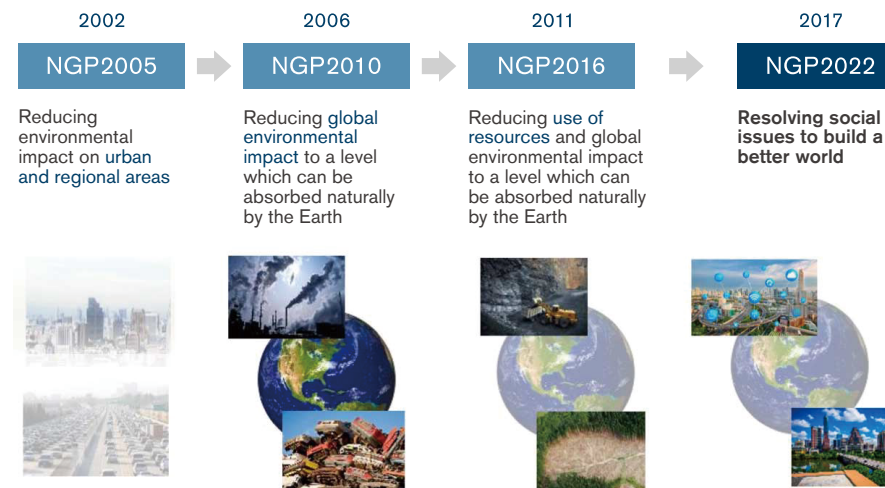 2002
NGP2005
Reducing
environmental
impact on urban
and regional areas
2006
NGP2010
Reducing global
environmental
impact to a level
which can be
absorbed naturally
by the Earth
2011
NGP2016
Reducing use of
resources and global
environmental impact
to a level which can
be absorbed naturally
by the Earth
2017
NGP2022
Resolving social
issues to build a
better world